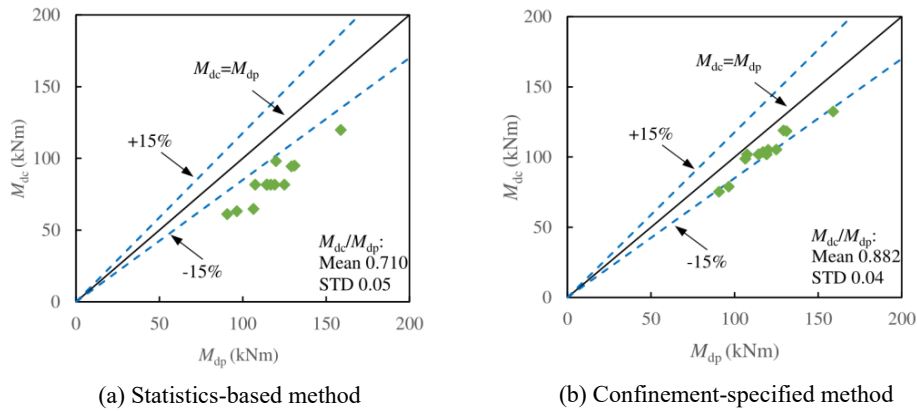 200
150
100
50
0
0
50
100
150
200
M_dc (kNm)
M_dp (kNm)
M_dc=M_dp
+15%
-15%
M_dc/M_dp:
Mean 0.710
STD 0.05
(a) Statistics-based method
200
150
100
50
0
0
50
100
150
200
M_dc (kNm)
M_dp (kNm)
M_dc=M_dp
+15%
-15%
M_dc/M_dp:
Mean 0.882
STD 0.04
(b) Confinement-specified method